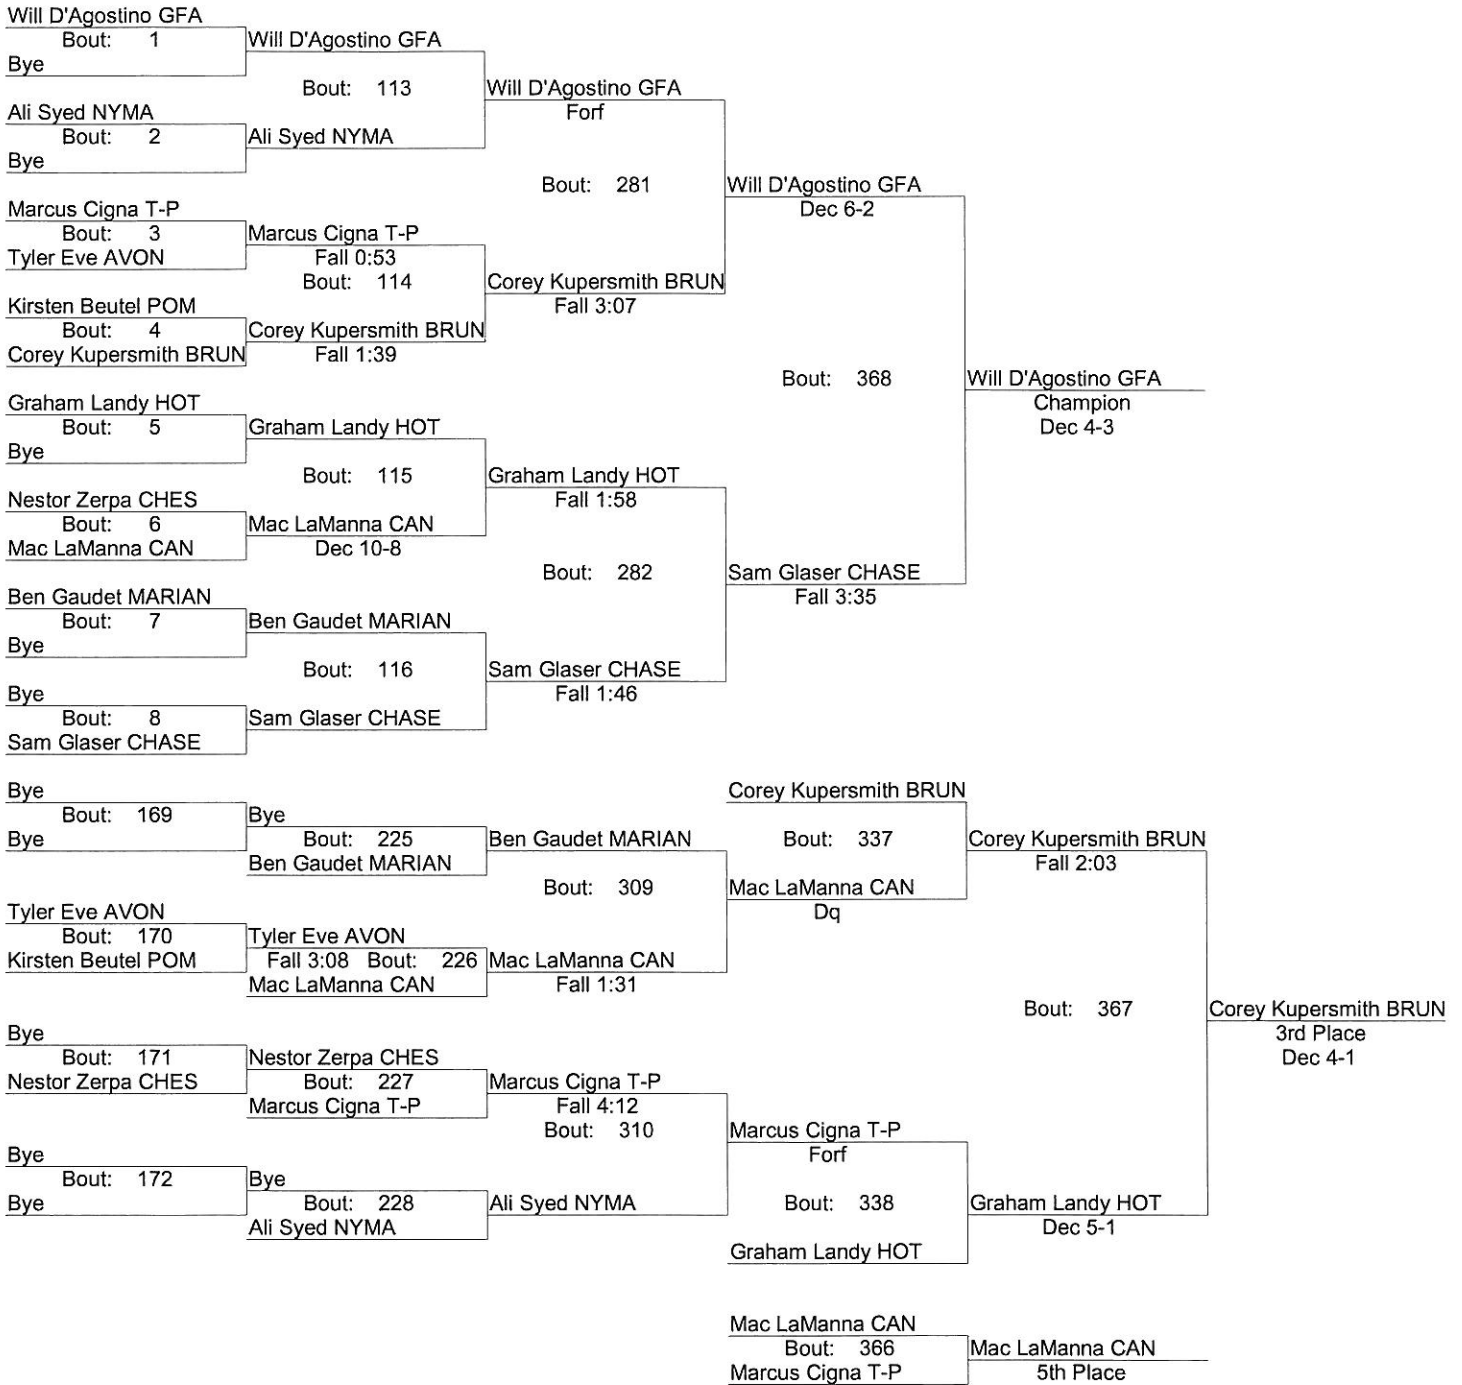 Will D'Agostino GFA
Bout: 1
Will D'Agostino GFA
Bye
Bout: 113
Will D'Agostino GFA
Forf
Ali Syed NYMA
Bout: 2
Ali Syed NYMA
Bye
Bout: 281
Will D'Agostino GFA
Dec 6-2
Marcus Cigna T-P
Bout: 3
Marcus Cigna T-P
Tyler Eve AVON
Fall 0:53
Bout: 114
Corey Kupersmith BRUN
Fall 3:07
Kirsten Beutel POM
Bout: 4
Corey Kupersmith BRUN
Corey Kupersmith BRUN
Fall 1:39
Bout: 368
Will D'Agostino GFA
Champion
Dec 4-3
Graham Landy HOT
Bout: 5
Graham Landy HOT
Bye
Bout: 115
Graham Landy HOT
Fall 1:58
Nestor Zerpa CHES
Bout: 6
Mac LaManna CAN
Mac LaManna CAN
Dec 10-8
Bout: 282
Sam Glaser CHASE
Fall 3:35
Ben Gaudet MARIAN
Bout: 7
Ben Gaudet MARIAN
Bye
Bout: 116
Sam Glaser CHASE
Fall 1:46
Bye
Bout: 8
Sam Glaser CHASE
Sam Glaser CHASE
Bye
Corey Kupersmith BRUN
Bout: 169
Bye
Bye
Bout: 225
Ben Gaudet MARIAN
Bout: 337
Corey Kupersmith BRUN
Ben Gaudet MARIAN
Fall 2:03
Bout: 309
Mac LaManna CAN
Dq
Tyler Eve AVON
Bout: 170
Tyler Eve AVON
Kirsten Beutel POM
Fall 3:08 Bout: 226
Mac LaManna CAN
Mac LaManna CAN
Fall 1:31
Bout: 367
Corey Kupersmith BRUN
3rd Place
Dec 4-1
Bye
Bout: 171
Nestor Zerpa CHES
Nestor Zerpa CHES
Bout: 227
Marcus Cigna T-P
Marcus Cigna T-P
Fall 4:12
Bout: 310
Marcus Cigna T-P
Forf
Bye
Bout: 172
Bye
Bye
Bout: 228
Ali Syed NYMA
Bout: 338
Graham Landy HOT
Ali Syed NYMA
Dec 5-1
Graham Landy HOT
Mac LaManna CAN
Bout: 366
Mac LaManna CAN
Marcus Cigna T-P
5th Place